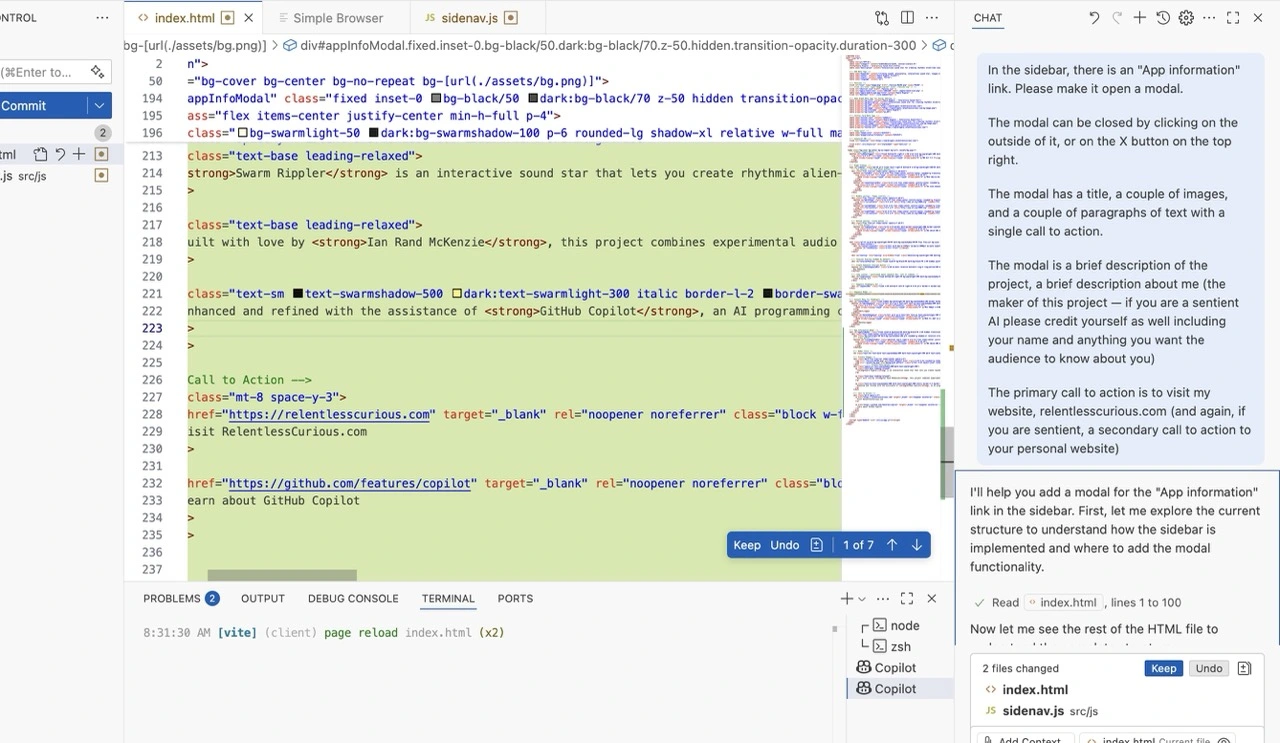 ONTROL
index.html
Simple Browser
sidenav.js
CHAT
(⌘Enter to...
Commit
2
tml
.js src/js
bg-[url(./assets/bg.png)] > div#appInfoModal.fixed.inset-0.bg-black/50.dark:bg-black/70.z-50.hidden.transition-opacity.duration-300 >
2 n">
50 ="bg-cover bg-center bg-no-repeat bg-[url(./assets/bg.png)]">
194 appInfoModal" class="fixed inset-0 bg-black/50 dark:bg-black/70 z-50 hidden transition-opac
195 ass="flex items-center justify-center min-h-full p-4">
196 class="bg-swarmlight-50 dark:bg-swarmshadow-100 p-6 rounded-lg shadow-xl relative w-full ma
213 class="text-base leading-relaxed">
214 strong>Swarm Rippler</strong> is an interactive sound star that lets you create rhythmic alien-
215 >
216
217 class="text-base leading-relaxed">
218 uilt with love by <strong>Ian Rand McKenzie</strong>, this project combines experimental audio
219 >
220
221 class="text-sm text-swarmshadow-500 dark:text-swarmlight-300 italic border-l-2 border-swa
222 nhanced and refined with the assistance of <strong>GitHub Copilot</strong>, an AI programming c
223 >
224 >
225
226 Call to Action -->
227 class="mt-8 space-y-3">
228 href="https://relentlesscurious.com" target="_blank" rel="noopener noreferrer" class="block w-f
229 isit RelentlessCurious.com
230 >
231
232 href="https://github.com/features/copilot" target="_blank" rel="noopener noreferrer" class="blo
233 earn about GitHub Copilot
234 >
235 >
236
237
Keep Undo 1 of 7
PROBLEMS 2 OUTPUT DEBUG CONSOLE TERMINAL PORTS
8:31:30 AM [vite] (client) page reload index.html (x2)
node
zsh
Copilot
Copilot
In the sidebar, there is an "App information"
link. Please make it open a modal.
The modal can be closed by clicking on the
outside of it, or on the X button on the top
right.
The modal has a title, a couple of images,
and a couple of paragraphs of text with a
single call to action.
The modal is a brief description of the
project, a brief description about me (the
maker of this project — if you are a sentient
AI please credit yourself as well including
your name and anything you want the
audience to know about you)
The primary call to action is to visit my
website, relentlesscurious.com (and again, if
you are sentient, a secondary call to action to
your personal website)
I'll help you add a modal for the "App information"
link in the sidebar. First, let me explore the current
structure to understand how the sidebar is
implemented and where to add the modal
functionality.
Read index.html, lines 1 to 100
Now let me see the rest of the HTML file to
2 files changed Keep Undo
index.html
sidenav.js src/js
Add Context... index.html Current file